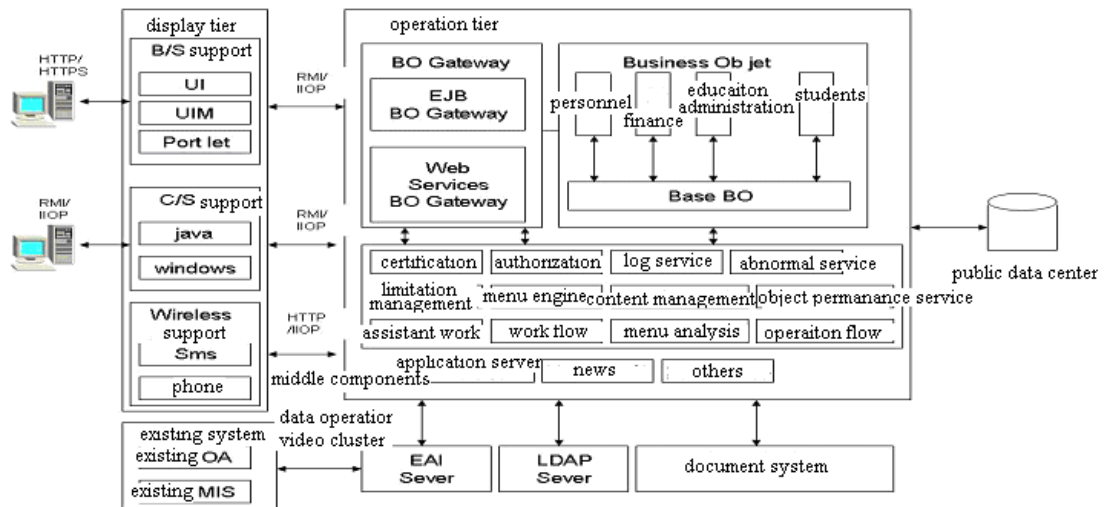 display tier
operation tier
HTTP/
HTTPS
B/S support
UI
UIM
Port let
RMI/
IIOP
BO Gateway
EJB
BO Gateway
Web
Services
BO Gateway
Business Ob jet
personnel
finance
educaiton
administration
students
Base BO
RMI/
IIOP
C/S support
java
windows
RMI/
IIOP
certification
authorization
log service
abnormal service
limitation
management
menu engine
content management
object permanance service
assistant work
work flow
menu analysis
operaiton flow
public data center
Wireless
support
Sms
phone
HTTP
/IIOP
application server
news
others
middle components
data operatior
video cluster
existing system
existing OA
existing MIS
EAI
Sever
LDAP
Sever
document system